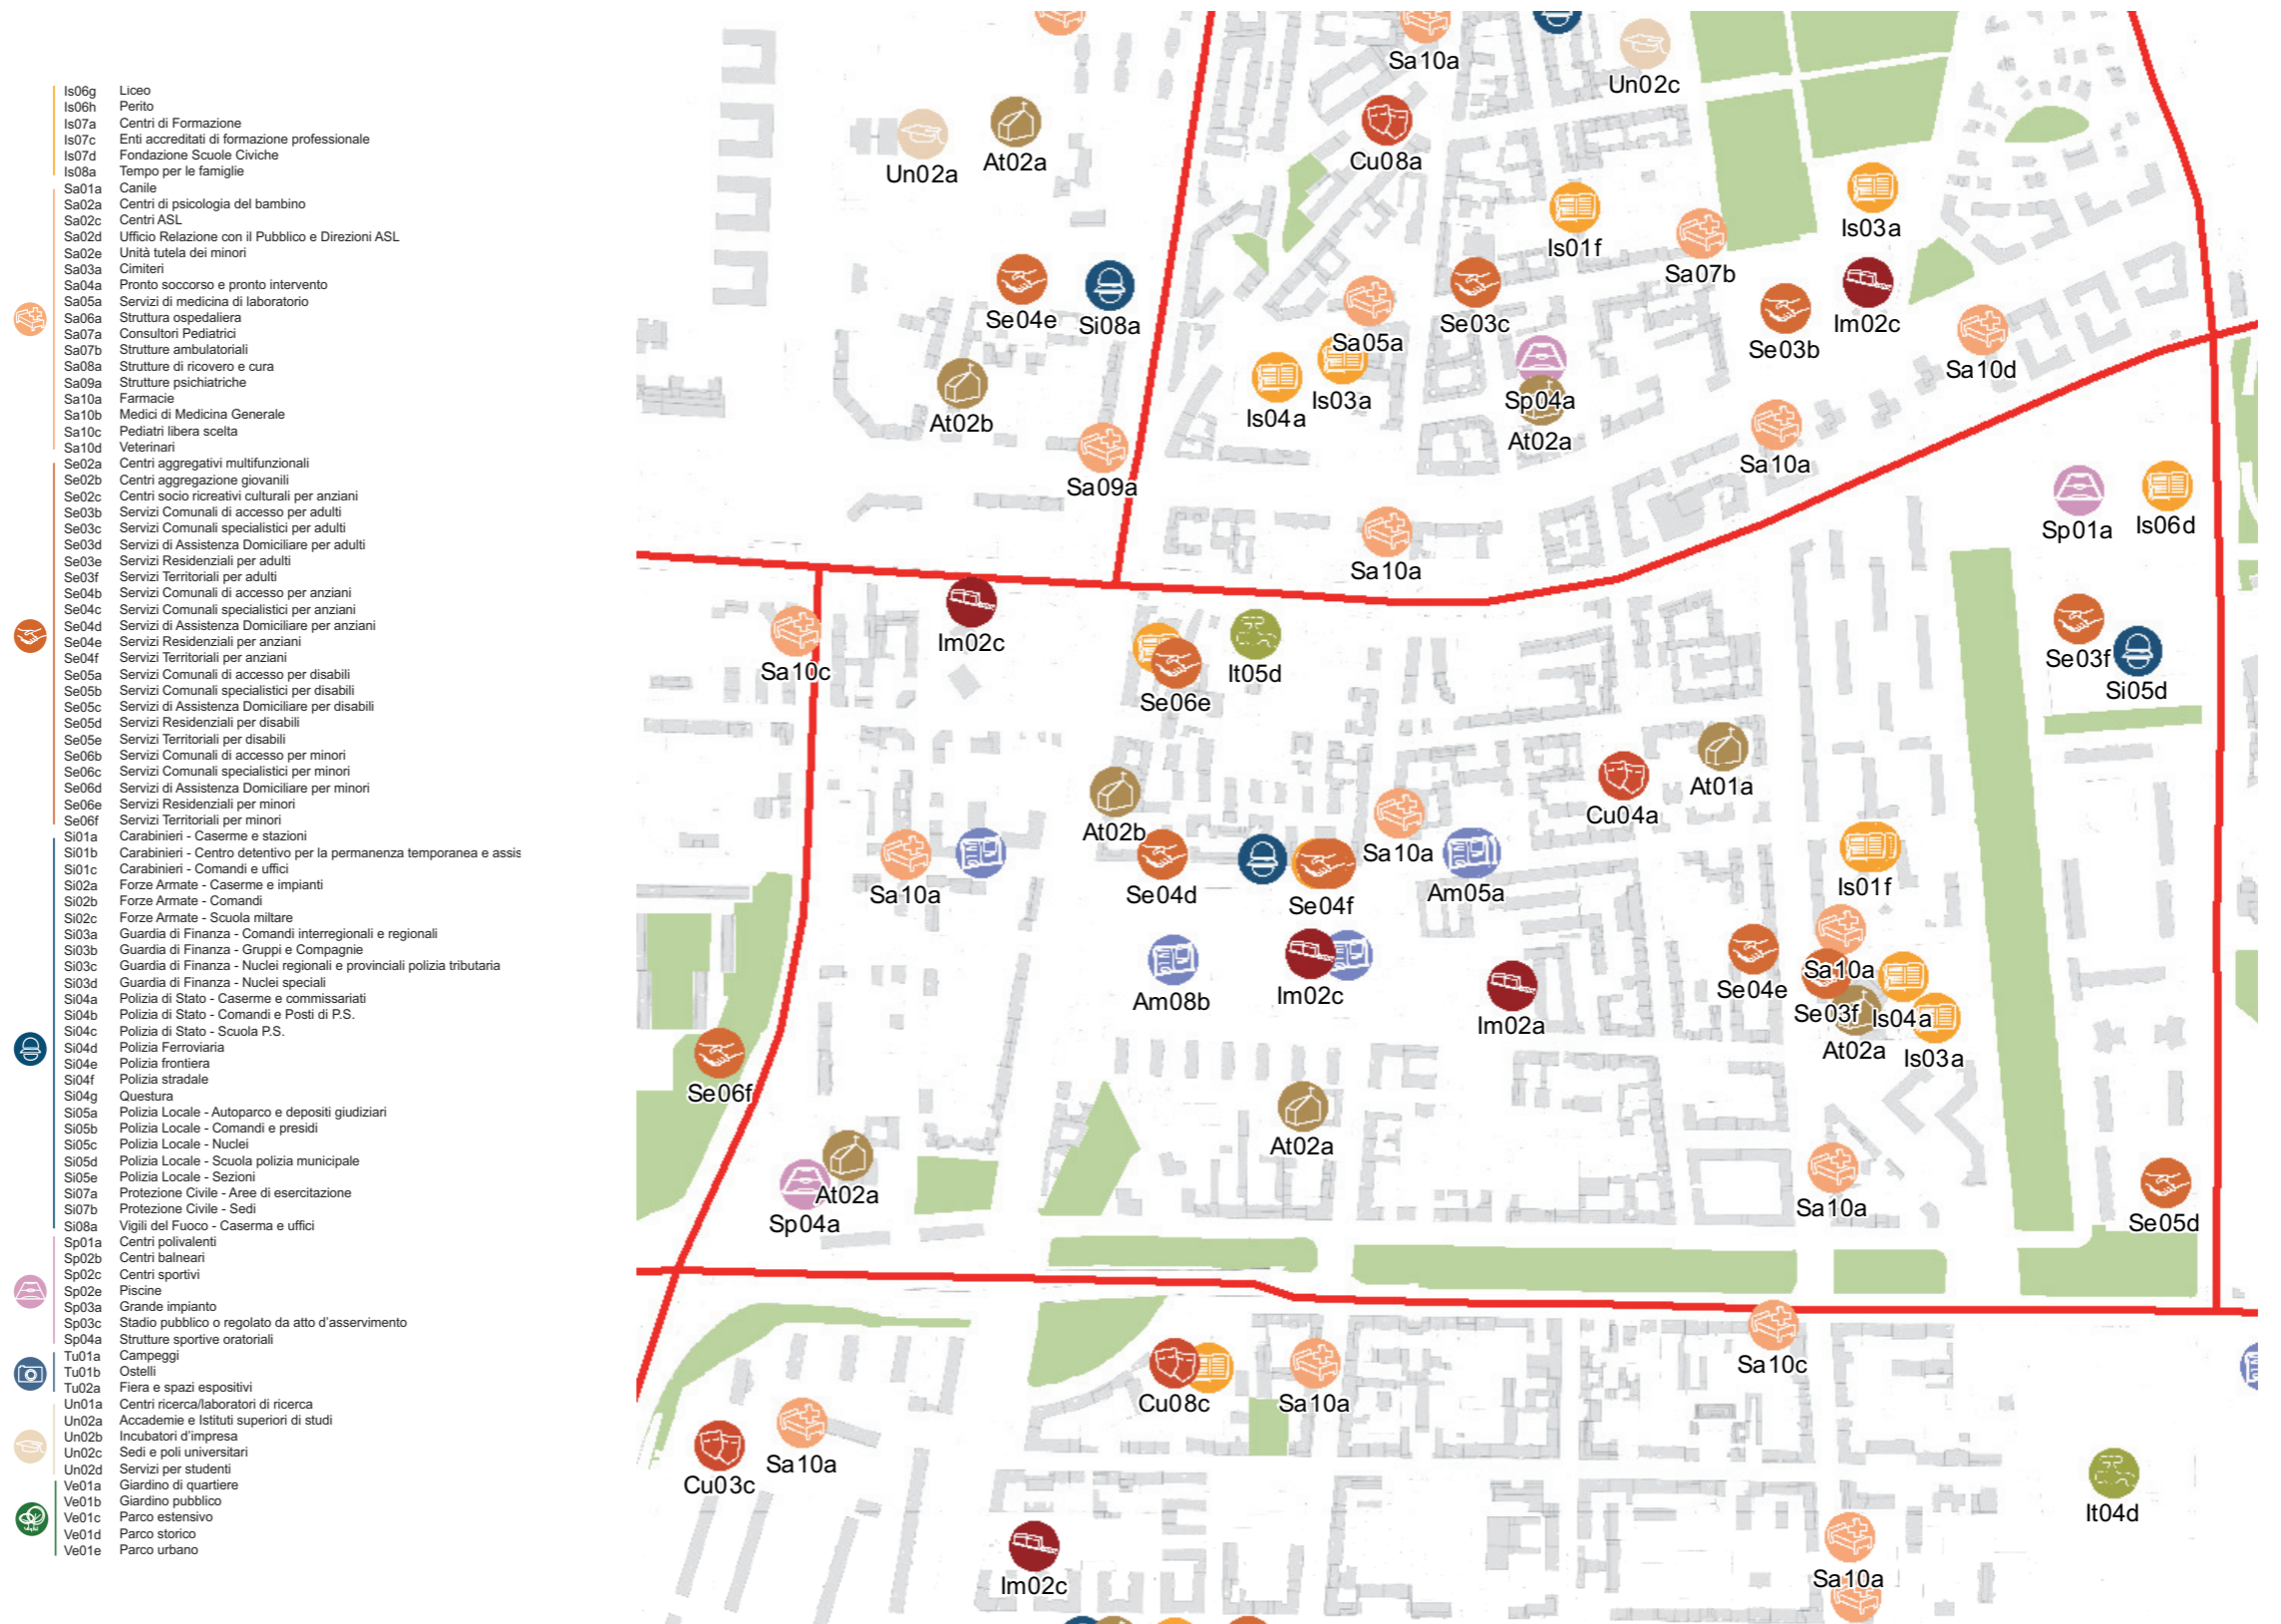 Is06g Liceo
Is06h Perito
Is07a Centri di Formazione
Is07c Enti accreditati di formazione professionale
Is07d Fondazione Scuole Civiche
Is08a Tempo per le famiglie
Sa01a Canile
Sa02a Centri di psicologia del bambino
Sa02c Centri ASL
Sa02d Ufficio Relazione con il Pubblico e Direzioni ASL
Sa02e Unità tutela dei minori
Sa03a Cimiteri
Sa04a Pronto soccorso e pronto intervento
Sa05a Servizi di medicina di laboratorio
Sa06a Struttura ospedaliera
Sa07a Consultori Pediatrici
Sa07b Strutture ambulatoriali
Sa08a Strutture di ricovero e cura
Sa09a Strutture psichiatriche
Sa10a Farmacie
Sa10b Medici di Medicina Generale
Sa10c Pediatri libera scelta
Sa10d Veterinari
Se02a Centri aggregativi multifunzionali
Se02b Centri aggregazione giovanili
Se02c Centri socio ricreativi culturali per anziani
Se03b Servizi Comunali di accesso per adulti
Se03c Servizi Comunali specialistici per adulti
Se03d Servizi di Assistenza Domiciliare per adulti
Se03e Servizi Residenziali per adulti
Se03f Servizi Territoriali per adulti
Se04b Servizi Comunali di accesso per anziani
Se04c Servizi Comunali specialistici per anziani
Se04d Servizi di Assistenza Domiciliare per anziani
Se04e Servizi Residenziali per anziani
Se04f Servizi Territoriali per anziani
Se05a Servizi Comunali di accesso per disabili
Se05b Servizi Comunali specialistici per disabili
Se05c Servizi di Assistenza Domiciliare per disabili
Se05d Servizi Residenziali per disabili
Se05e Servizi Territoriali per disabili
Se06b Servizi Comunali di accesso per minori
Se06c Servizi Comunali specialistici per minori
Se06d Servizi di Assistenza Domiciliare per minori
Se06e Servizi Residenziali per minori
Se06f Servizi Territoriali per minori
Si01a Carabinieri - Caserme e stazioni
Si01b Carabinieri - Centro detentivo per la permanenza temporanea e assis
Si01c Carabinieri - Comandi e uffici
Si02a Forze Armate - Caserme e impianti
Si02b Forze Armate - Comandi
Si02c Forze Armate - Scuola miltare
Si03a Guardia di Finanza - Comandi interregionali e regionali
Si03b Guardia di Finanza - Gruppi e Compagnie
Si03c Guardia di Finanza - Nuclei regionali e provinciali polizia tributaria
Si03d Guardia di Finanza - Nuclei speciali
Si04a Polizia di Stato - Caserme e commissariati
Si04b Polizia di Stato - Comandi e Posti di P.S.
Si04c Polizia di Stato - Scuola P.S.
Si04d Polizia Ferroviaria
Si04e Polizia frontiera
Si04f Polizia stradale
Si04g Questura
Si05a Polizia Locale - Autoparco e depositi giudiziari
Si05b Polizia Locale - Comandi e presidi
Si05c Polizia Locale - Nuclei
Si05d Polizia Locale - Scuola polizia municipale
Si05e Polizia Locale - Sezioni
Si07a Protezione Civile - Aree di esercitazione
Si07b Protezione Civile - Sedi
Si08a Vigili del Fuoco - Caserma e uffici
Sp01a Centri polivalenti
Sp02b Centri balneari
Sp02c Centri sportivi
Sp02e Piscine
Sp03a Grande impianto
Sp03c Stadio pubblico o regolato da atto d'asservimento
Sp04a Strutture sportive oratoriali
Tu01a Campeggi
Tu01b Ostelli
Tu02a Fiera e spazi espositivi
Un01a Centri ricerca/laboratori di ricerca
Un02a Accademie e Istituti superiori di studi
Un02b Incubatori d'impresa
Un02c Sedi e poli universitari
Un02d Servizi per studenti
Ve01a Giardino di quartiere
Ve01b Giardino pubblico
Ve01c Parco estensivo
Ve01d Parco storico
Ve01e Parco urbano
Sa10a
Un02c
Un02a
At02a
Cu08a
Is01f
Is03a
Sa07b
Se04e
Si08a
Sa05a
Se03c
Se03b
Im02c
Sa10d
At02b
Is04a
Is03a
Sp04a
At02a
Sa10a
Sa09a
Sa10a
Sp01a
Is06d
Sa10c
Im02c
Se06e
It05d
Se03f
Si05d
At02b
Cu04a
At01a
Sa10a
Se04d
Se04f
Sa10a
Am05a
Is01f
Am08b
Im02c
Im02a
Se04e
Sa10a
Se03f
Is04a
At02a
Is03a
Se06f
At02a
At02a
Sp04a
Sa10a
Se05d
Cu08c
Sa10a
Sa10c
Cu03c
Sa10a
It04d
Im02c
Sa10a